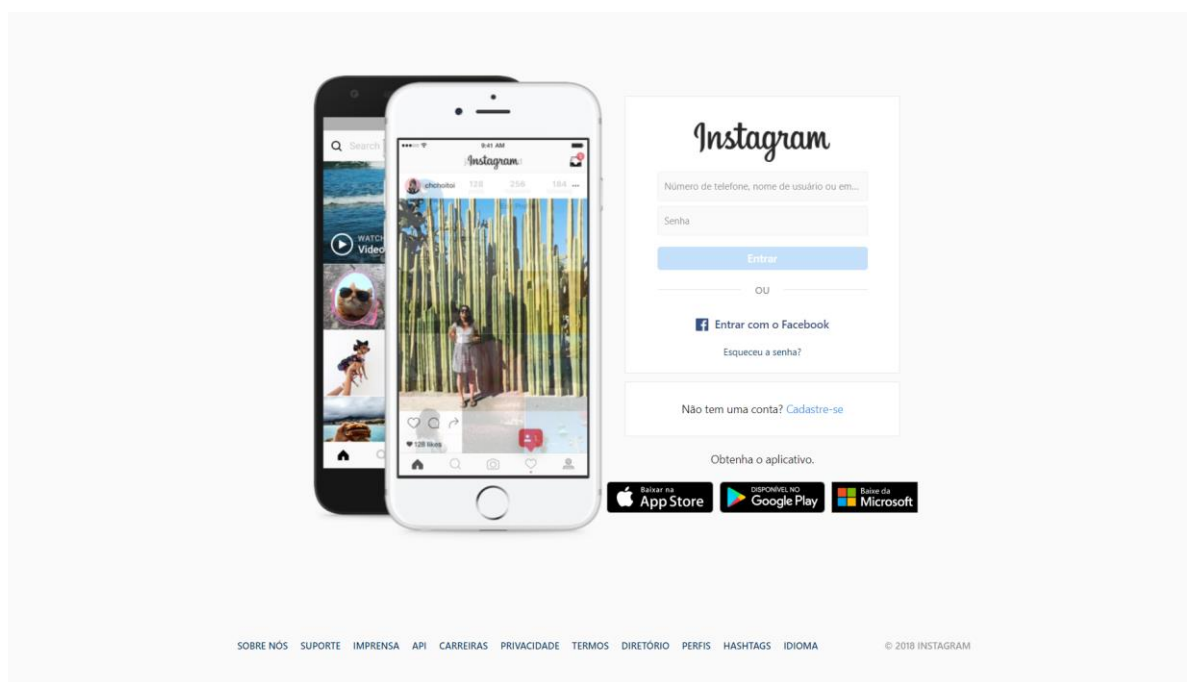 Search
WATCH
Video
9:41 AM
Instagram
chohoitoi
128
256
184
128 likes
1
Instagram
Número de telefone, nome de usuário ou em...
Senha
Entrar
OU
Entrar com o Facebook
Esqueceu a senha?
Não tem uma conta? Cadastre-se
Obtenha o aplicativo.
Baixar na
App Store
DISPONÍVEL NO
Google Play
Baixe da
Microsoft
SOBRE NÓS SUPORTE IMPRENSA API CARREIRAS PRIVACIDADE TERMOS DIRETÓRIO PERFIS HASHTAGS IDIOMA © 2018 INSTAGRAM